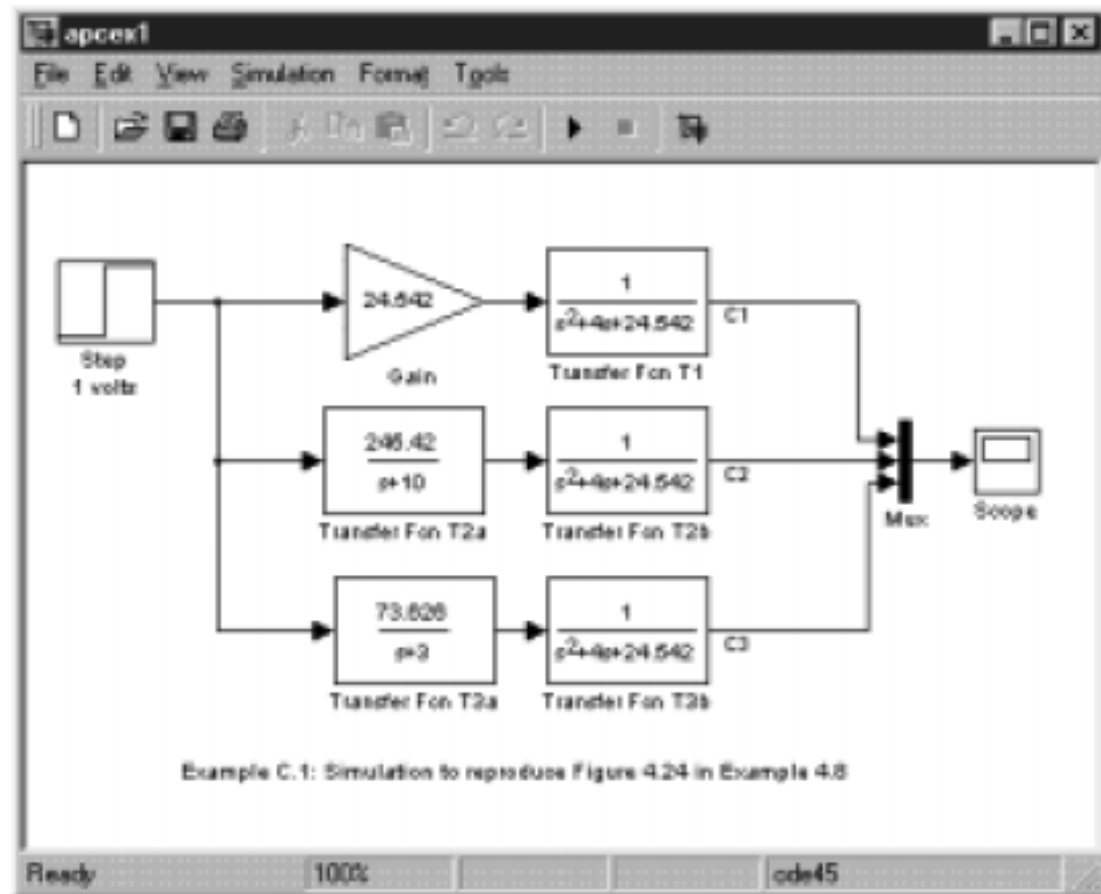 apcex1
File Edit View Simulation Format Tools
24.542
Gain
1
s²+4s+24.542
Transfer Fcn T1
C1
Step
1 volts
245.42
s+10
Transfer Fcn T2a
1
s²+4s+24.542
Transfer Fcn T2b
C2
Mux
Scope
73.626
s+3
Transfer Fcn T3a
1
s²+4s+24.542
Transfer Fcn T3b
C3
Example C.1: Simulation to reproduce Figure 4.24 in Example 4.8
Ready 100% ode45